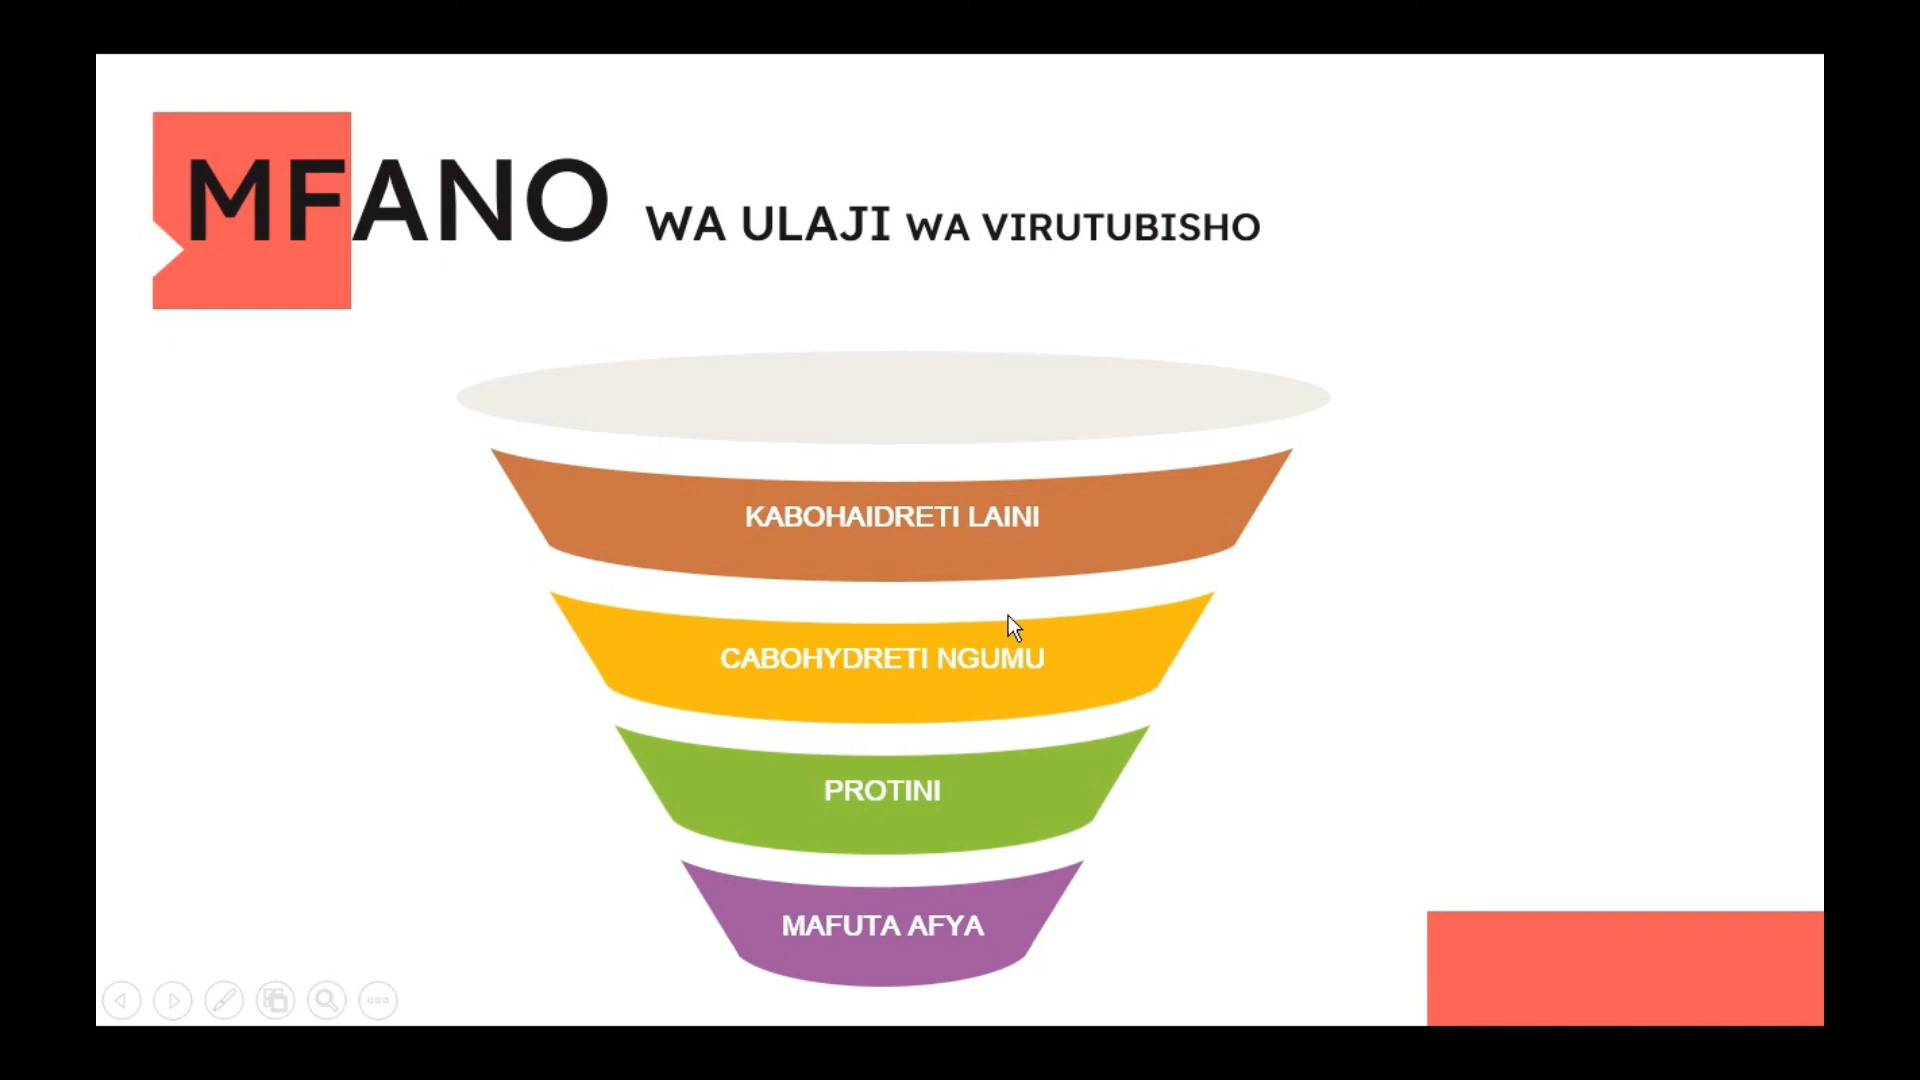 MFANO WA ULAJI WA VIRUTUBISHO
KABOHAIDRETI LAINI
CABOHYDRETI NGUMU
PROTINI
MAFUTA AFYA